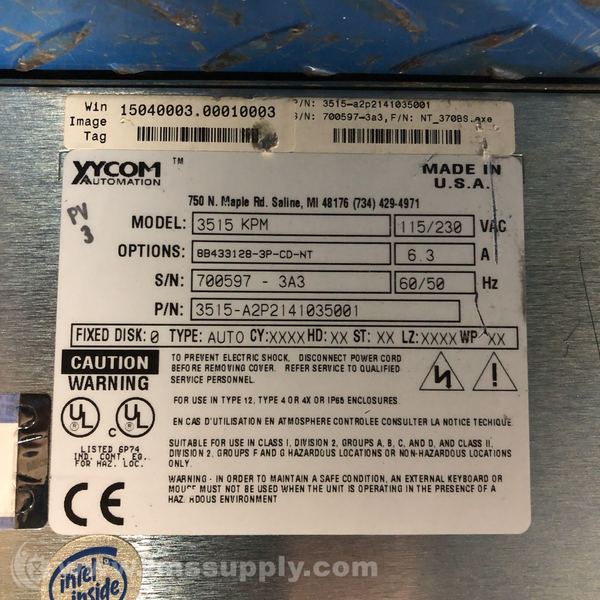 Win 15040003.00010003
Image
Tag
P/N: 3515-a2p2141035001
S/N: 700597-3a3, F/N: NT_370BS.exe
XYCOM™
AUTOMATION
MADE IN
U.S.A.
750 N. Maple Rd. Saline, MI 48176 (734) 429-4971
PV
3
MODEL: 3515 KPM 115/230 VAC
OPTIONS: 8B433128-3P-CD-NT 6.3 A
S/N: 700597 - 3A3 60/50 Hz
P/N: 3515-A2P2141035001
FIXED DISK: 0 TYPE: AUTO CY:XXXX HD: XX ST: XX LZ:XXXX WP XX
CAUTION
WARNING
TO PREVENT ELECTRIC SHOCK, DISCONNECT POWER CORD
BEFORE REMOVING COVER. REFER SERVICE TO QUALIFIED
SERVICE PERSONNEL.
FOR USE IN TYPE 12, TYPE 4 OR 4X OR IP65 ENCLOSURES.
EN CAS D'UTILISATION EN ATMOSPHERE CONTROLEE CONSULTER LA NOTICE TECHNIQUE.
UL C UL
LISTED 6P74
IND. CONT. EQ.
FOR HAZ. LOC.
SUITABLE FOR USE IN CLASS I, DIVISION 2, GROUPS A, B, C, AND D, AND CLASS II,
DIVISION 2, GROUPS F AND G HAZARDOUS LOCATIONS OR NON-HAZARDOUS LOCATIONS
ONLY.
WARNING - IN ORDER TO MAINTAIN A SAFE CONDITION, AN EXTERNAL KEYBOARD OR
MOUSE MUST NOT BE USED WHEN THE UNIT IS OPERATING IN THE PRESENCE OF A
HAZARDOUS ENVIRONMENT
CE
intel
inside
supply.com